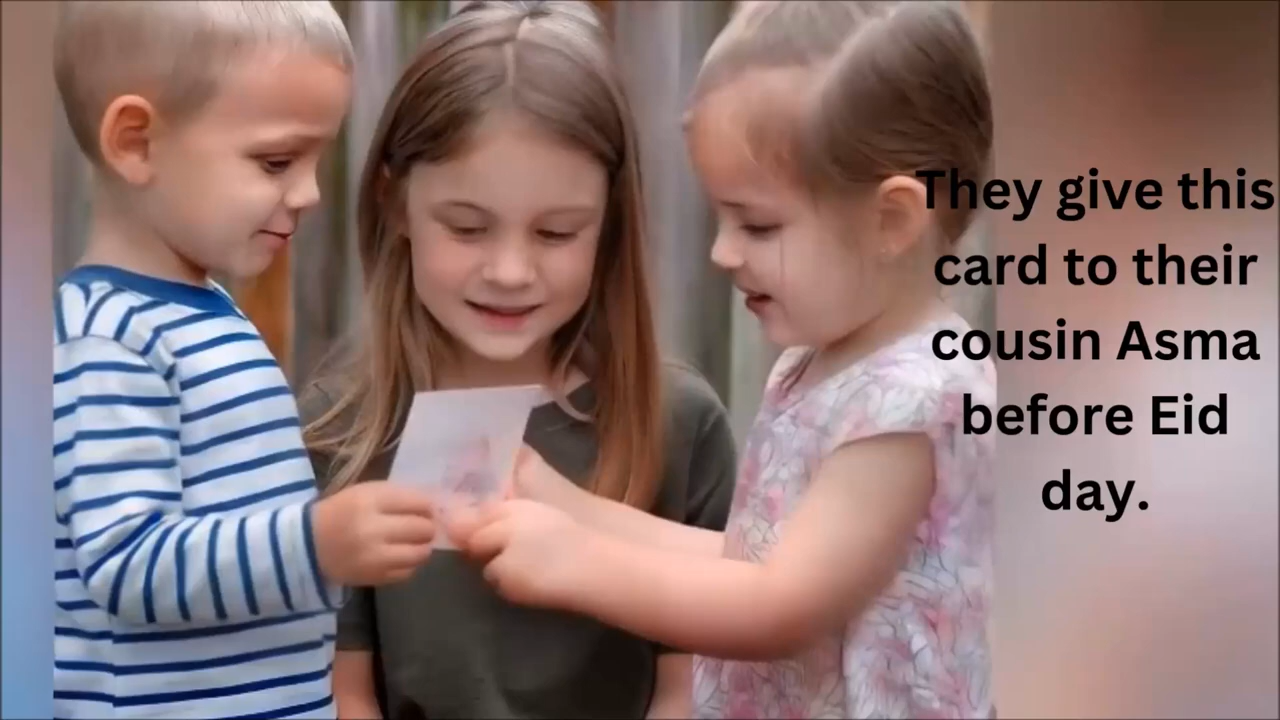 They give this
card to their
cousin Asma
before Eid
day.